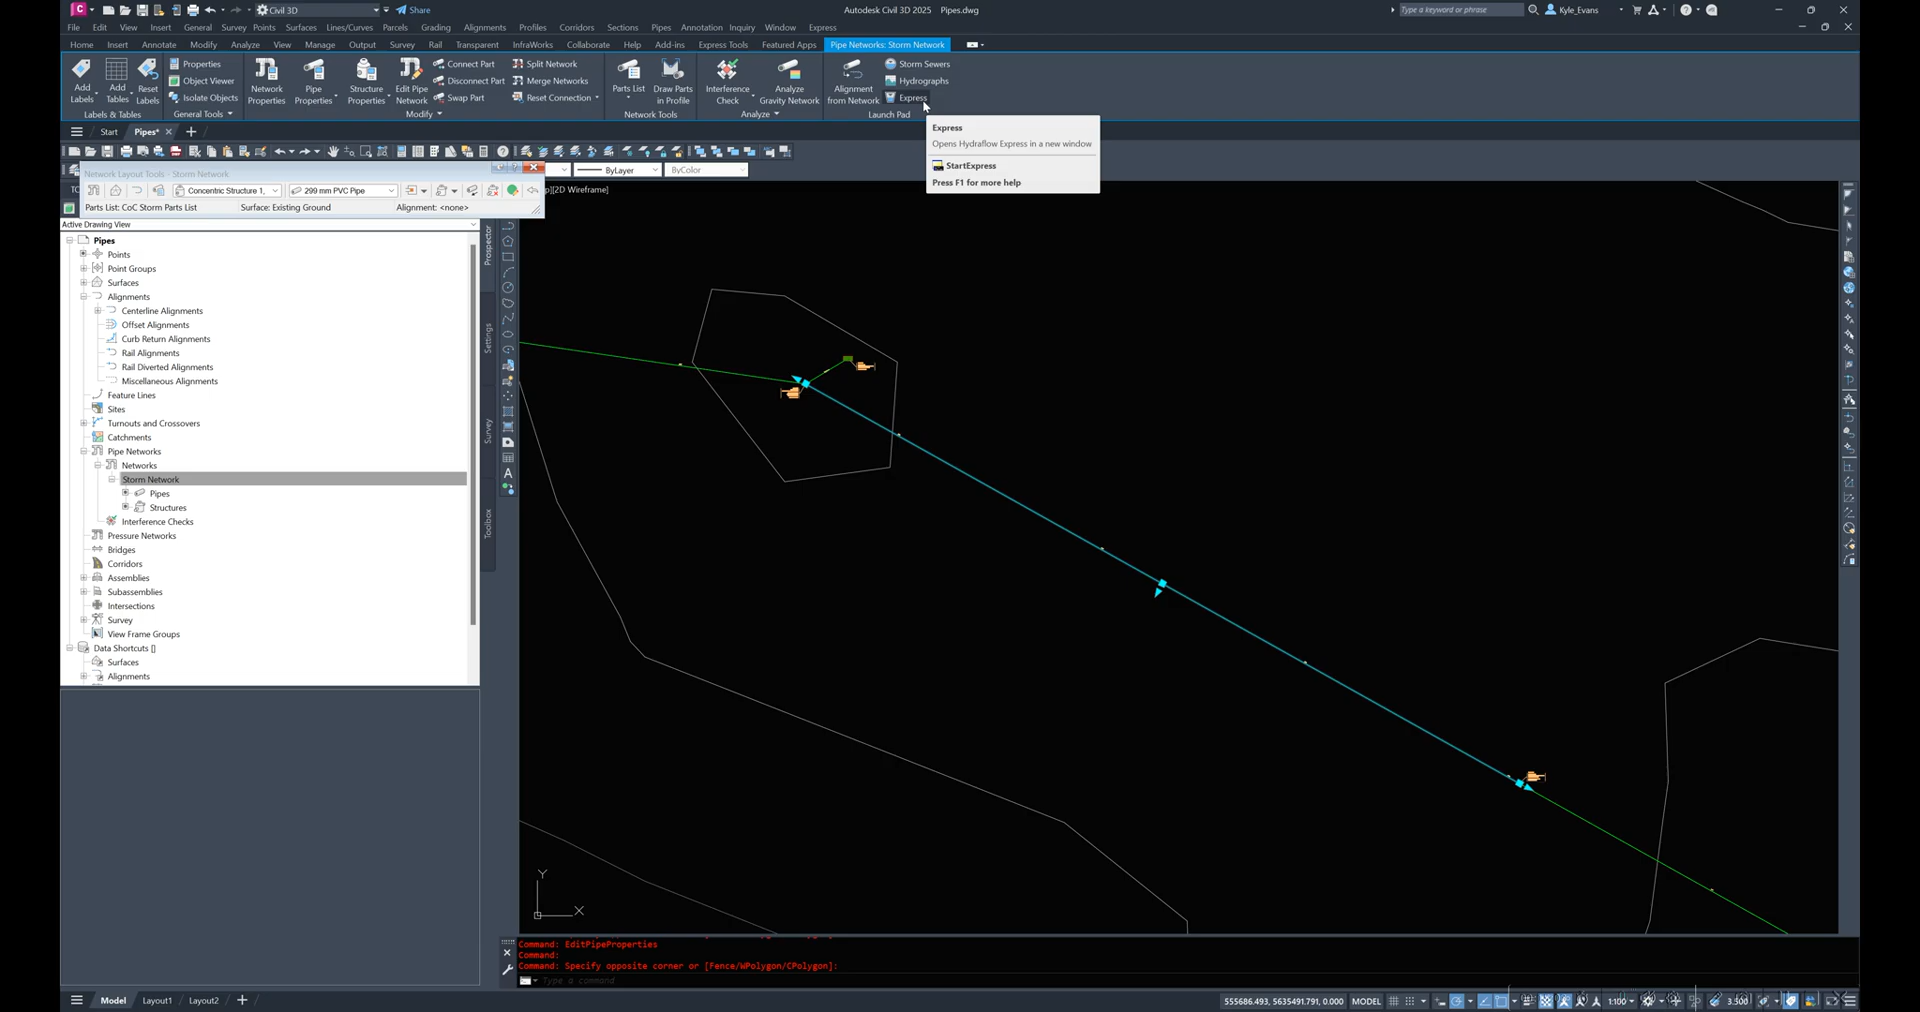 Civil 3D
Share
Autodesk Civil 3D 2025 Pipes.dwg
Type a keyword or phrase
Kyle_Evans
File Edit View Insert General Survey Points Surfaces Lines/Curves Parcels Grading Alignments Profiles Corridors Sections Pipes Annotation Inquiry Window Express
Home Insert Annotate Modify Analyze View Manage Output Survey Rail Transparent InfraWorks Collaborate Help Add-ins Express Tools Featured Apps Pipe Networks: Storm Network
Add Labels
Add Tables
Reset Labels
Properties
Object Viewer
Isolate Objects
Network Properties
Pipe Properties
Structure Properties
Edit Pipe Network
Connect Part
Disconnect Part
Swap Part
Split Network
Merge Networks
Reset Connection
Parts List
Draw Parts in Profile
Interference Check
Analyze Gravity Network
Alignment from Network
Storm Sewers
Hydrographs
Express
Labels & Tables General Tools Modify Network Tools Analyze Launch Pad
Start Pipes*
Express
Opens Hydraflow Express in a new window
StartExpress
Press F1 for more help
ByLayer
ByColor
Network Layout Tools - Storm Network
][2D Wireframe]
Concentric Structure 1,
299 mm PVC Pipe
Parts List: CoC Storm Parts List Surface: Existing Ground Alignment: <none>
Active Drawing View
Pipes
Points
Point Groups
Surfaces
Alignments
Centerline Alignments
Offset Alignments
Curb Return Alignments
Rail Alignments
Rail Diverted Alignments
Miscellaneous Alignments
Feature Lines
Sites
Turnouts and Crossovers
Catchments
Pipe Networks
Networks
Storm Network
Pipes
Structures
Interference Checks
Pressure Networks
Bridges
Corridors
Assemblies
Subassemblies
Intersections
Survey
View Frame Groups
Data Shortcuts []
Surfaces
Alignments
Prospector
Settings
Survey
Toolbox
Y
X
Command: EditPipeProperties
Command:
Command: Specify opposite corner or [Fence/WPolygon/CPolygon]:
Type a command
Model Layout1 Layout2
555686.493, 5635491.791, 0.000 MODEL
1:100
3.500